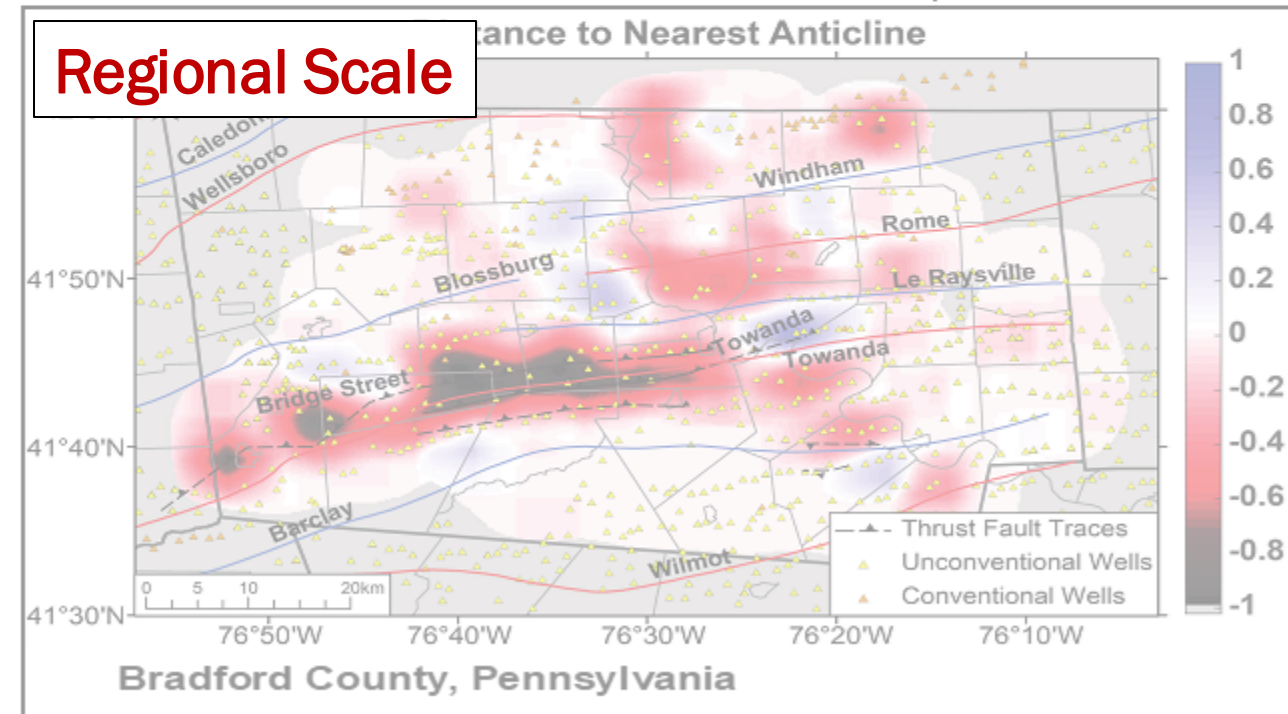 Regional Scale
tance to Nearest Anticline
Wellsboro
Windham
Rome
Blossburg
Le Raysville
Towanda
Towanda
Bridge Street
Barclay
Wilmot
41°50'N
41°40'N
41°30'N
76°50'W 76°40'W 76°30'W 76°20'W 76°10'W
0 5 10 20km
Thrust Fault Traces
Unconventional Wells
Conventional Wells
1
0.8
0.6
0.4
0.2
0
-0.2
-0.4
-0.6
-0.8
-1
Bradford County, Pennsylvania